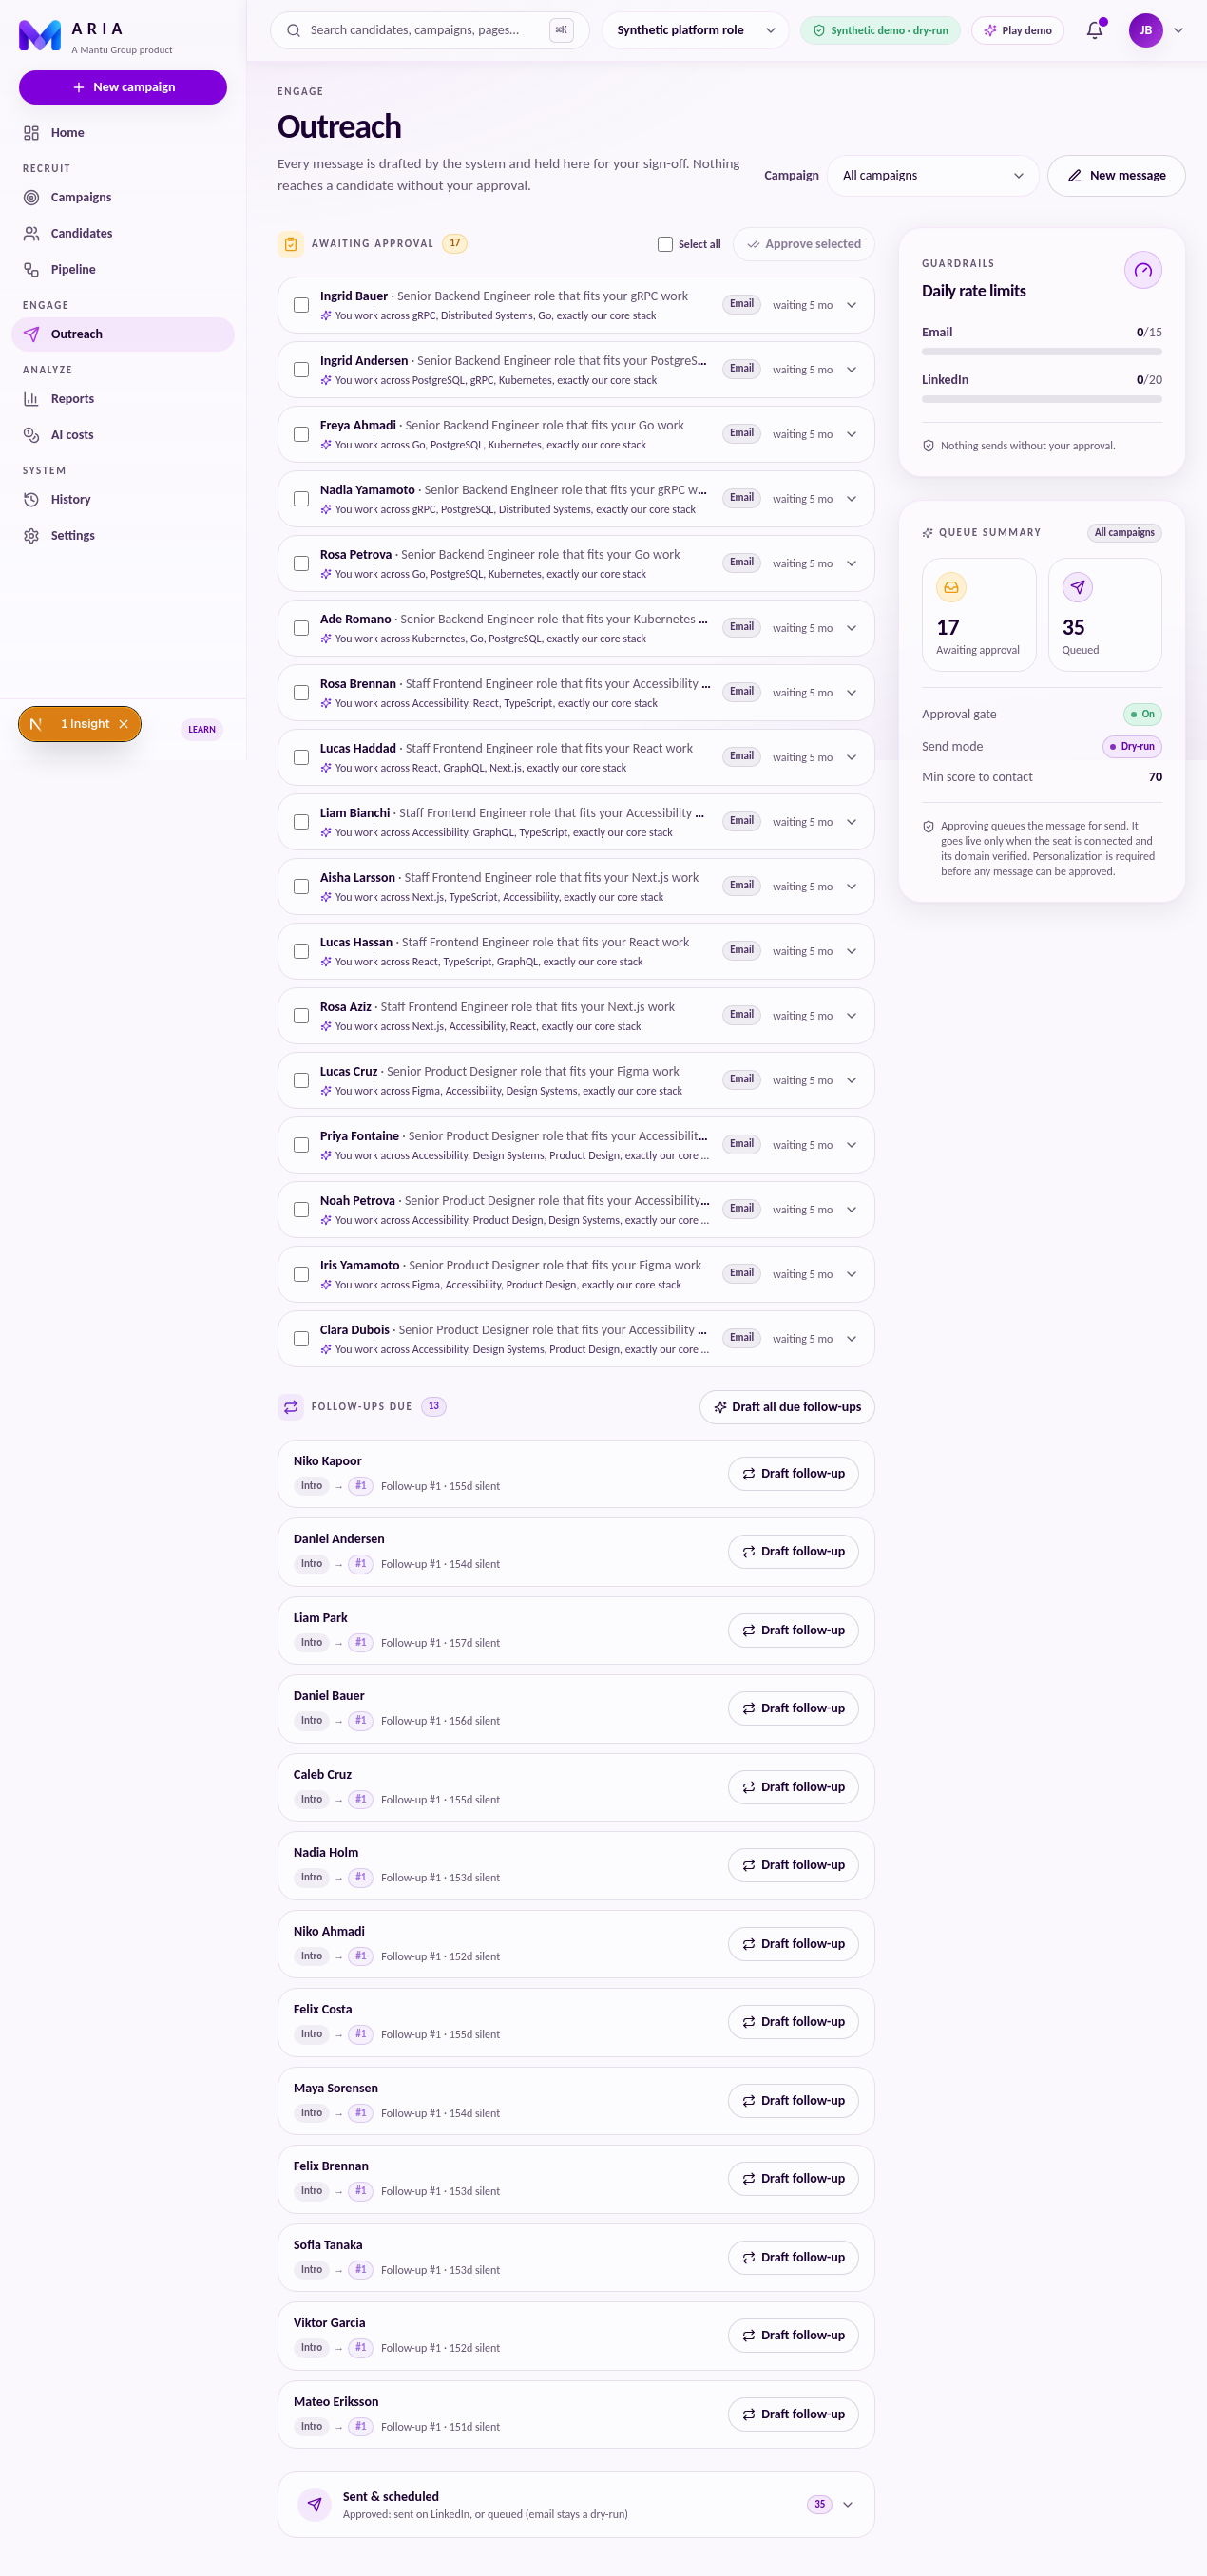 ARIA
A Mantu Group product
New campaign
Home
RECRUIT
Campaigns
Candidates
Pipeline
ENGAGE
Outreach
ANALYZE
Reports
AI costs
SYSTEM
History
Settings
1 Insight
LEARN
Search candidates, campaigns, pages...
⌘K
Synthetic platform role
Synthetic demo · dry-run
Play demo
JB
ENGAGE
Outreach
Every message is drafted by the system and held here for your sign-off. Nothing
reaches a candidate without your approval.
Campaign
All campaigns
New message
AWAITING APPROVAL 17
Select all
Approve selected
Ingrid Bauer · Senior Backend Engineer role that fits your gRPC work
You work across gRPC, Distributed Systems, Go, exactly our core stack
Email waiting 5 mo
Ingrid Andersen · Senior Backend Engineer role that fits your PostgreS...
You work across PostgreSQL, gRPC, Kubernetes, exactly our core stack
Email waiting 5 mo
Freya Ahmadi · Senior Backend Engineer role that fits your Go work
You work across Go, PostgreSQL, Kubernetes, exactly our core stack
Email waiting 5 mo
Nadia Yamamoto · Senior Backend Engineer role that fits your gRPC w...
You work across gRPC, PostgreSQL, Distributed Systems, exactly our core stack
Email waiting 5 mo
Rosa Petrova · Senior Backend Engineer role that fits your Go work
You work across Go, PostgreSQL, Kubernetes, exactly our core stack
Email waiting 5 mo
Ade Romano · Senior Backend Engineer role that fits your Kubernetes ...
You work across Kubernetes, Go, PostgreSQL, exactly our core stack
Email waiting 5 mo
Rosa Brennan · Staff Frontend Engineer role that fits your Accessibility ...
You work across Accessibility, React, TypeScript, exactly our core stack
Email waiting 5 mo
Lucas Haddad · Staff Frontend Engineer role that fits your React work
You work across React, GraphQL, Next.js, exactly our core stack
Email waiting 5 mo
Liam Bianchi · Staff Frontend Engineer role that fits your Accessibility ...
You work across Accessibility, GraphQL, TypeScript, exactly our core stack
Email waiting 5 mo
Aisha Larsson · Staff Frontend Engineer role that fits your Next.js work
You work across Next.js, TypeScript, Accessibility, exactly our core stack
Email waiting 5 mo
Lucas Hassan · Staff Frontend Engineer role that fits your React work
You work across React, TypeScript, GraphQL, exactly our core stack
Email waiting 5 mo
Rosa Aziz · Staff Frontend Engineer role that fits your Next.js work
You work across Next.js, Accessibility, React, exactly our core stack
Email waiting 5 mo
Lucas Cruz · Senior Product Designer role that fits your Figma work
You work across Figma, Accessibility, Design Systems, exactly our core stack
Email waiting 5 mo
Priya Fontaine · Senior Product Designer role that fits your Accessibilit...
You work across Accessibility, Design Systems, Product Design, exactly our core ...
Email waiting 5 mo
Noah Petrova · Senior Product Designer role that fits your Accessibility...
You work across Accessibility, Product Design, Design Systems, exactly our core ...
Email waiting 5 mo
Iris Yamamoto · Senior Product Designer role that fits your Figma work
You work across Figma, Accessibility, Product Design, exactly our core stack
Email waiting 5 mo
Clara Dubois · Senior Product Designer role that fits your Accessibility ...
You work across Accessibility, Design Systems, Product Design, exactly our core ...
Email waiting 5 mo
FOLLOW-UPS DUE 13
Draft all due follow-ups
Niko Kapoor
Intro → #1 Follow-up #1 · 155d silent
Draft follow-up
Daniel Andersen
Intro → #1 Follow-up #1 · 154d silent
Draft follow-up
Liam Park
Intro → #1 Follow-up #1 · 157d silent
Draft follow-up
Daniel Bauer
Intro → #1 Follow-up #1 · 156d silent
Draft follow-up
Caleb Cruz
Intro → #1 Follow-up #1 · 155d silent
Draft follow-up
Nadia Holm
Intro → #1 Follow-up #1 · 153d silent
Draft follow-up
Niko Ahmadi
Intro → #1 Follow-up #1 · 152d silent
Draft follow-up
Felix Costa
Intro → #1 Follow-up #1 · 155d silent
Draft follow-up
Maya Sorensen
Intro → #1 Follow-up #1 · 154d silent
Draft follow-up
Felix Brennan
Intro → #1 Follow-up #1 · 153d silent
Draft follow-up
Sofia Tanaka
Intro → #1 Follow-up #1 · 153d silent
Draft follow-up
Viktor Garcia
Intro → #1 Follow-up #1 · 152d silent
Draft follow-up
Mateo Eriksson
Intro → #1 Follow-up #1 · 151d silent
Draft follow-up
Sent & scheduled
Approved: sent on LinkedIn, or queued (email stays a dry-run)
35
GUARDRAILS
Daily rate limits
Email 0/15
LinkedIn 0/20
Nothing sends without your approval.
QUEUE SUMMARY
All campaigns
17
Awaiting approval
35
Queued
Approval gate On
Send mode Dry-run
Min score to contact 70
Approving queues the message for send. It
goes live only when the seat is connected and
its domain verified. Personalization is required
before any message can be approved.